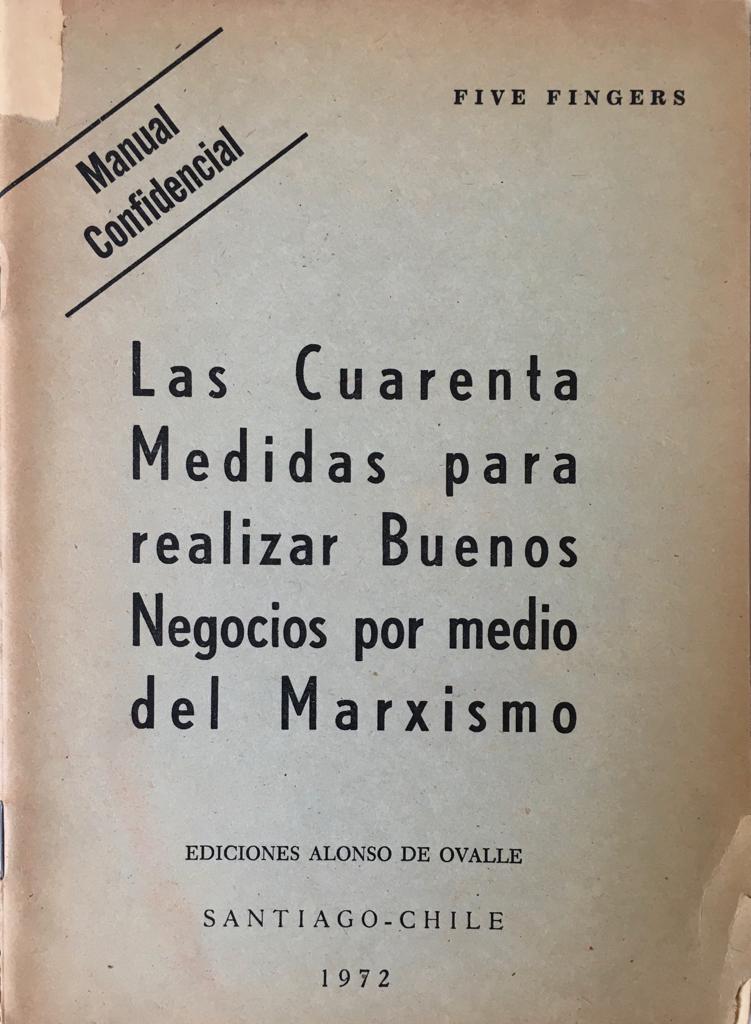 FIVE FINGERS
Manual
Confidencial
Las Cuarenta
Medidas para
realizar Buenos
Negocios por medio
del Marxismo
EDICIONES ALONSO DE OVALLE
SANTIAGO-CHILE
1972